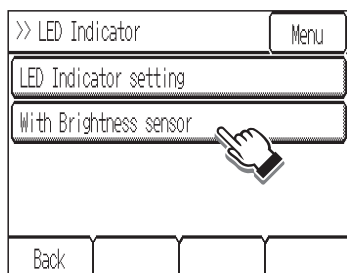 >> LED Indicator
Menu
LED Indicator setting
With Brightness sensor
Back